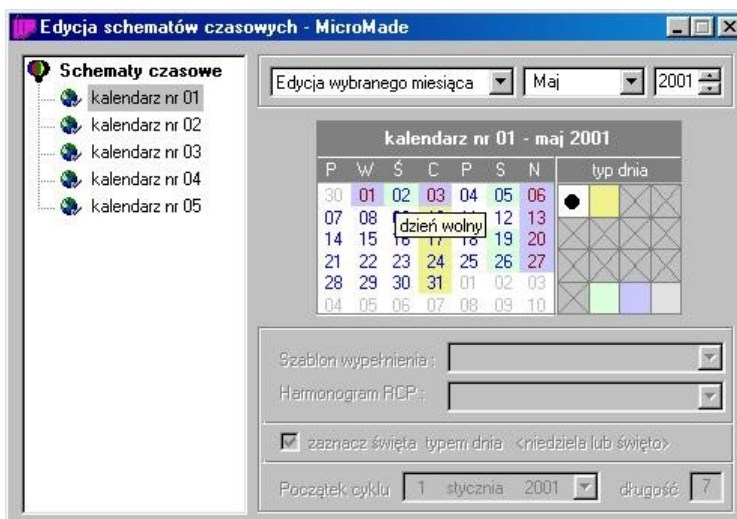 Edycja schematów czasowych - MicroMade
Schematy czasowe
kalendarz nr 01
kalendarz nr 02
kalendarz nr 03
kalendarz nr 04
kalendarz nr 05
Edycja wybranego miesiąca Maj 2001
kalendarz nr 01 - maj 2001
P W Ś C P S N typ dnia
30 01 02 03 04 05 06
07 08 12 13
dzień wolny
14 15 16 17 18 19 20
21 22 23 24 25 26 27
28 29 30 31 01 02 03
04 05 06 07 08 09 10
Szablon wypełnienia :
Harmonogram RCP :
zaznacz święta typem dnia <niedziela lub święto>
Początek cyklu 1 stycznia 2001 długość 7